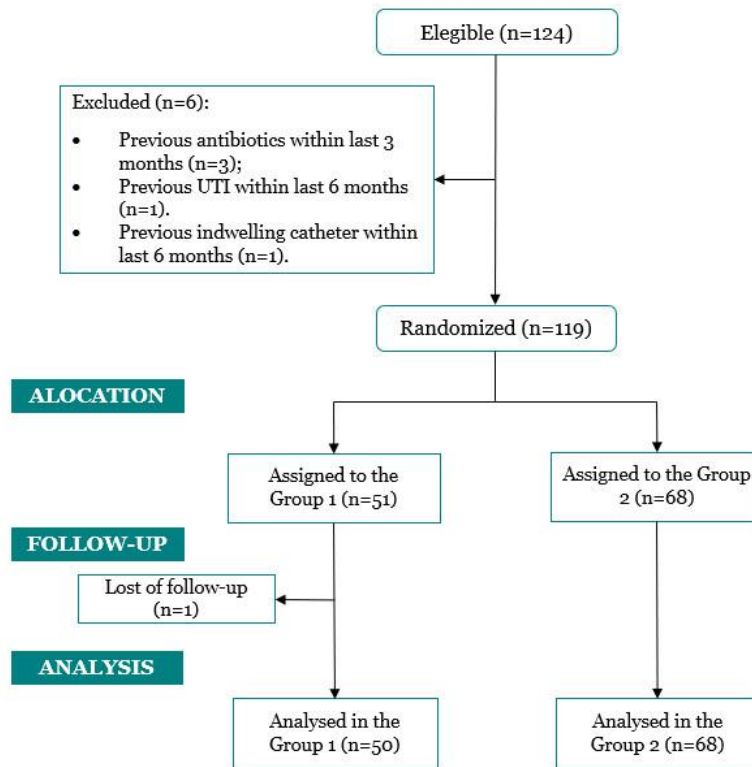 Elegible (n=124)
Excluded (n=6):
• Previous antibiotics within last 3
months (n=3);
• Previous UTI within last 6 months
(n=1).
• Previous indwelling catheter within
last 6 months (n=1).
Randomized (n=119)
ALOCATION
Assigned to the
Group 1 (n=51)
Assigned to the Group
2 (n=68)
FOLLOW-UP
Lost of follow-up
(n=1)
ANALYSIS
Analysed in the
Group 1 (n=50)
Analysed in the
Group 2 (n=68)